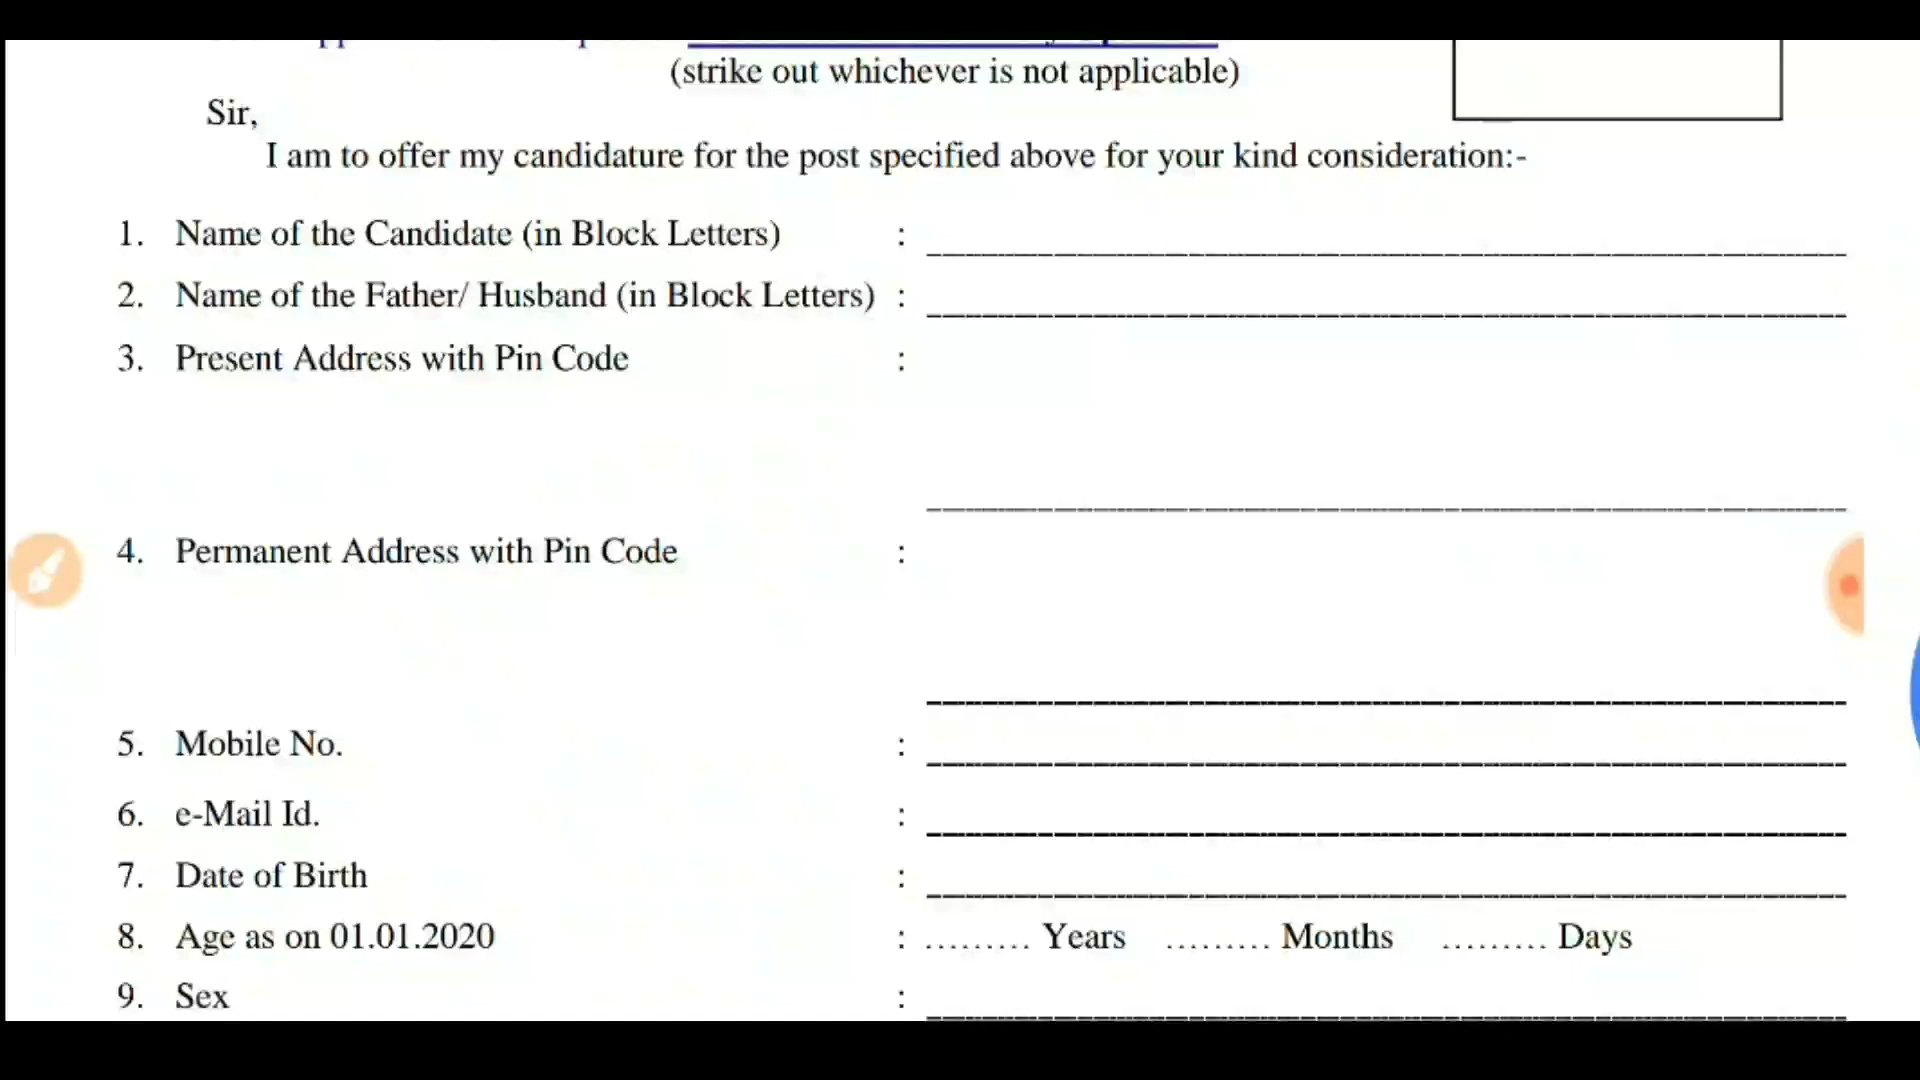 (strike out whichever is not applicable)
Sir,
I am to offer my candidature for the post specified above for your kind consideration:-
1. Name of the Candidate (in Block Letters) :
2. Name of the Father/ Husband (in Block Letters) :
3. Present Address with Pin Code :
4. Permanent Address with Pin Code :
5. Mobile No. :
6. e-Mail Id. :
7. Date of Birth :
8. Age as on 01.01.2020 : ......... Years ......... Months ......... Days
9. Sex :